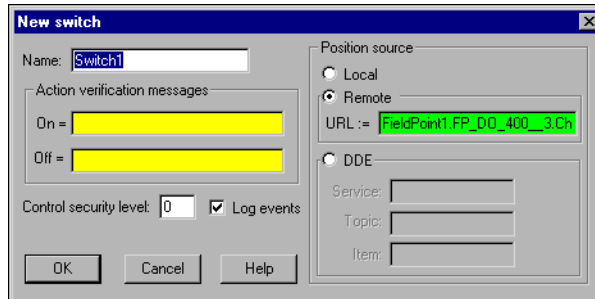 New switch
Name: Switch1
Action verification messages
On =
Off =
Control security level: 0 Log events
OK Cancel Help
Position source
Local
Remote
URL := FieldPoint1.FP_DO_400__3.Ch
DDE
Service:
Topic:
Item: